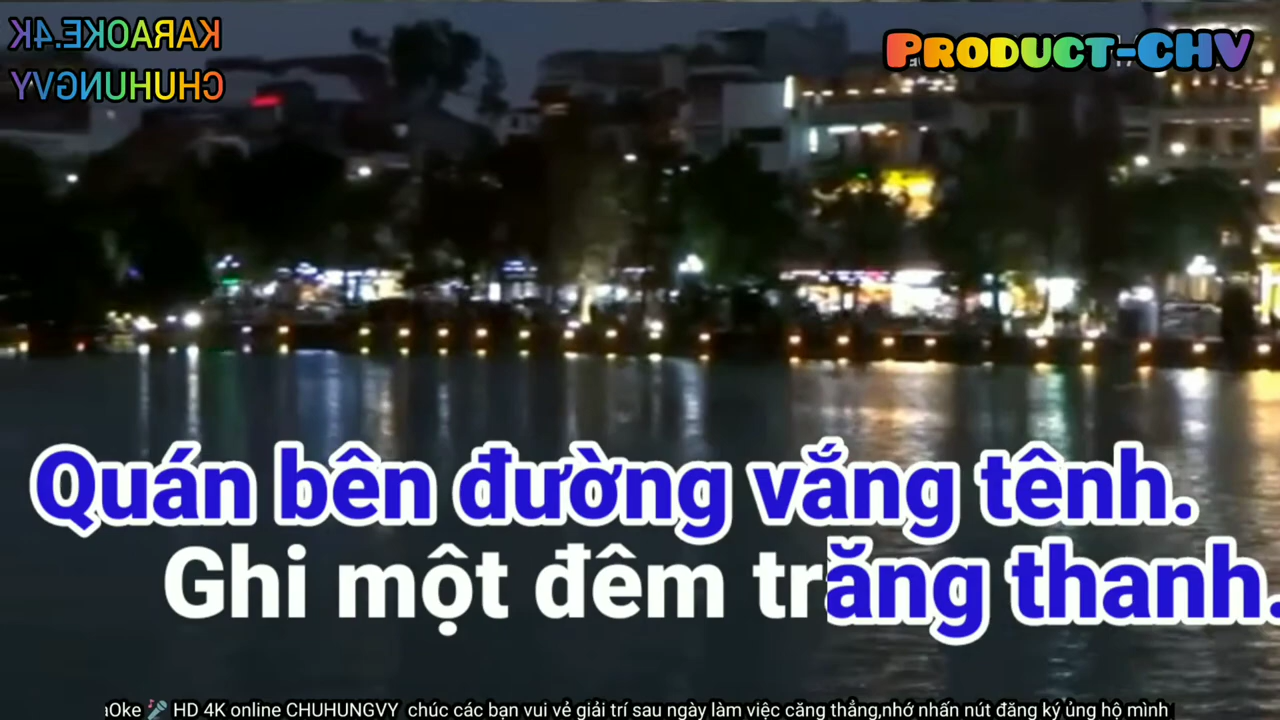 KARAOKE.4K
PRODUCT-CHV
CHUHUNGVY
Quán bên đường vắng tênh.
Ghi một đêm trăng thanh.
aOke 🎤 HD 4K online CHUHUNGVY chúc các bạn vui vẻ giải trí sau ngày làm việc căng thẳng,nhớ nhấn nút đăng ký ủng hộ mình